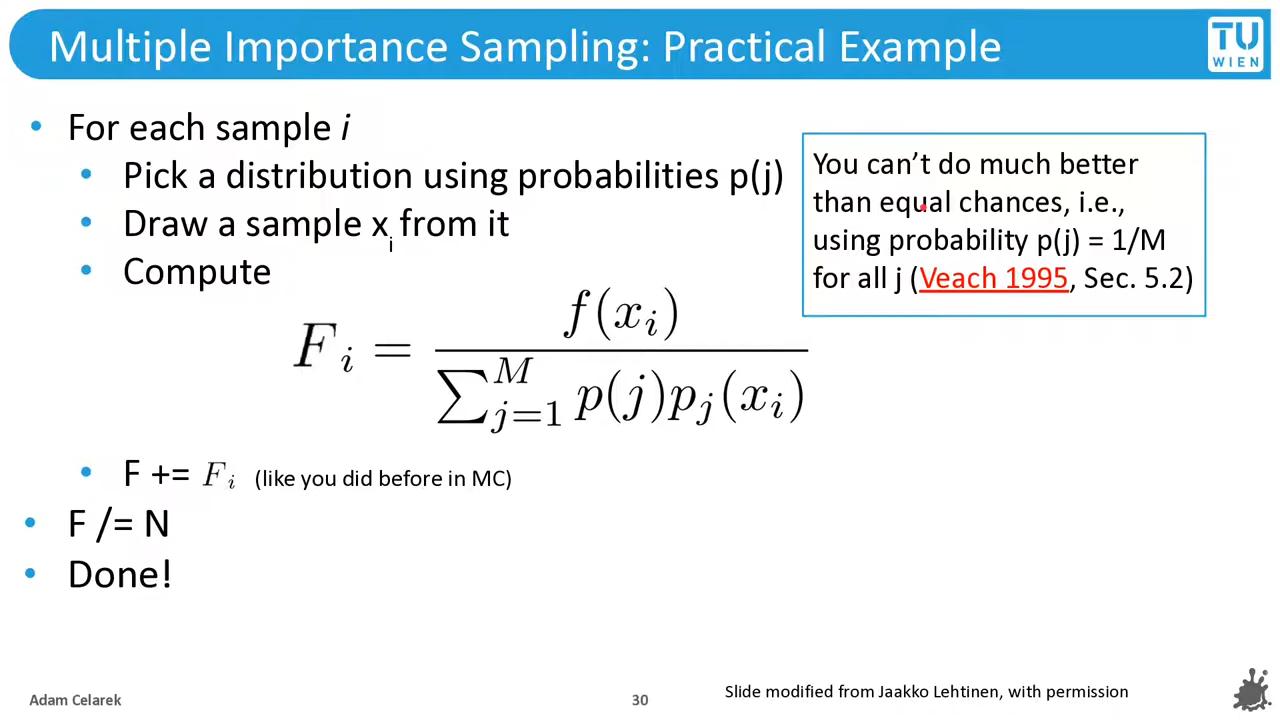 Multiple Importance Sampling: Practical Example
TU
WIEN
• For each sample i
• Pick a distribution using probabilities p(j)
• Draw a sample x_i from it
• Compute
F_i = \frac{f(x_i)}{\sum_{j=1}^{M} p(j)p_j(x_i)}
You can’t do much better
than equal chances, i.e.,
using probability p(j) = 1/M
for all j (Veach 1995, Sec. 5.2)
• F += F_i (like you did before in MC)
• F /= N
• Done!
Adam Celarek
30
Slide modified from Jaakko Lehtinen, with permission